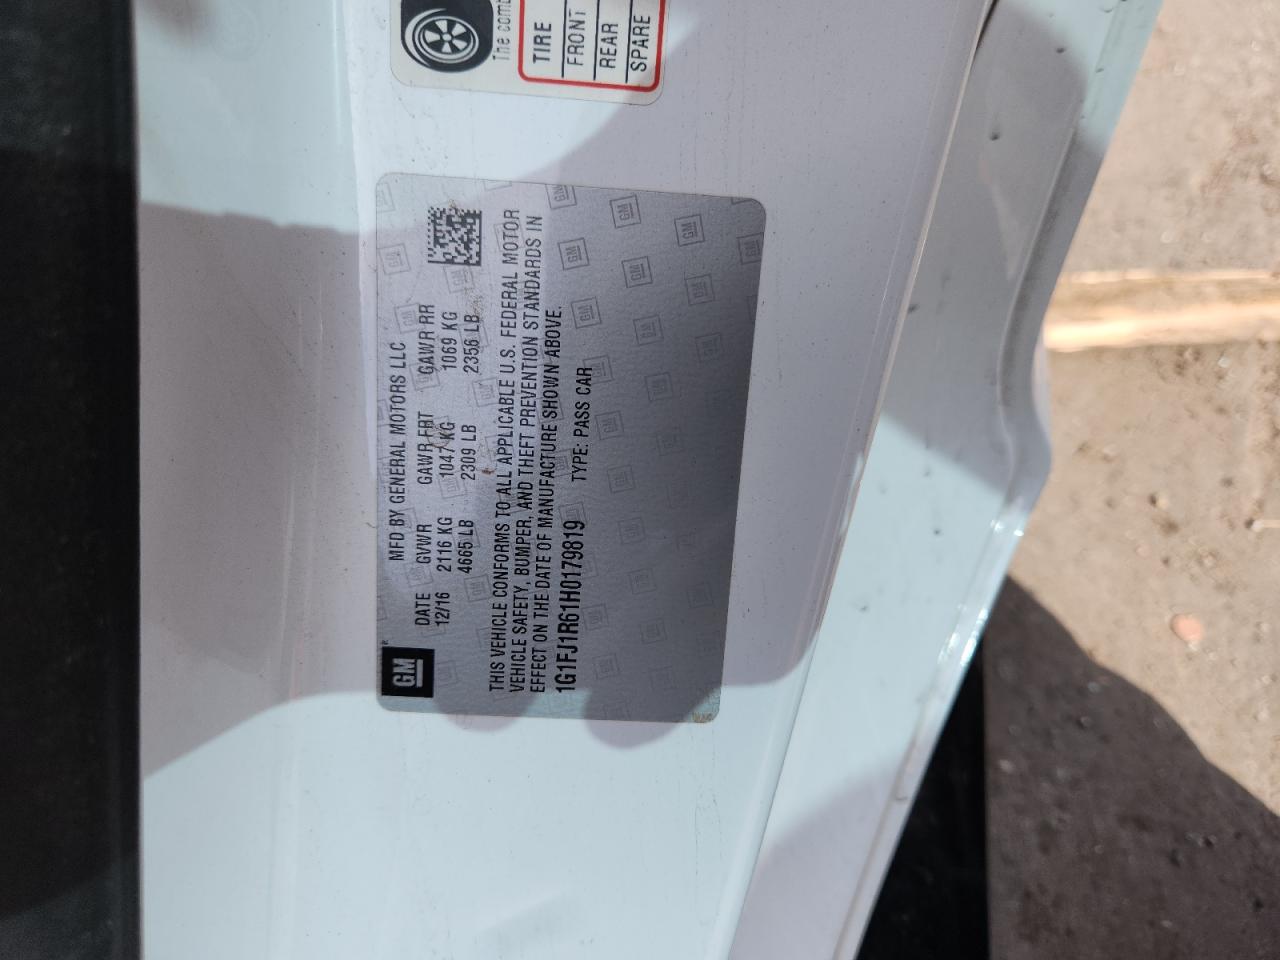 The comb
TIRE
FRONT
REAR
SPARE
GM
MFD BY GENERAL MOTORS LLC
DATE GVWR GAWR FRT GAWR RR
12/16 2116 KG 1047 KG 1069 KG
4665 LB 2309 LB 2356 LB
THIS VEHICLE CONFORMS TO ALL APPLICABLE U.S. FEDERAL MOTOR
VEHICLE SAFETY, BUMPER, AND THEFT PREVENTION STANDARDS IN
EFFECT ON THE DATE OF MANUFACTURE SHOWN ABOVE.
1G1FJ1R61H0179819 TYPE: PASS CAR